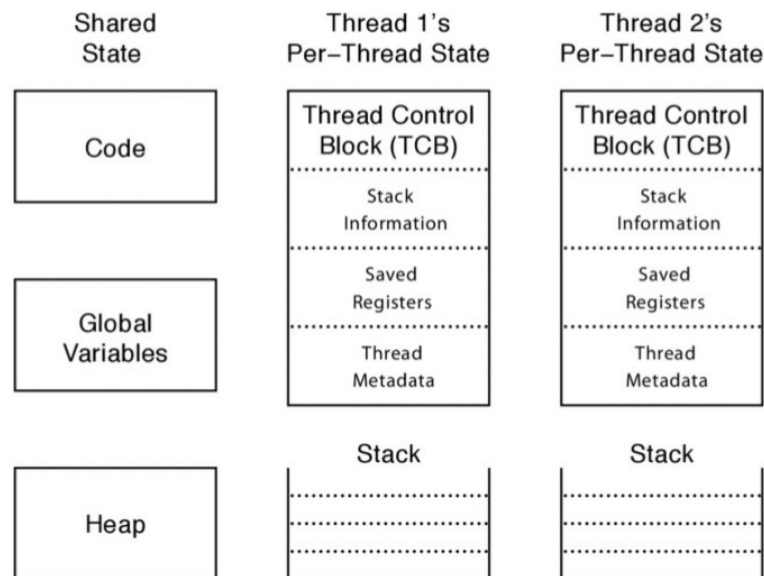 Shared
State
Code
Global
Variables
Heap
Thread 1's
Per–Thread State
Thread Control
Block (TCB)
Stack
Information
Saved
Registers
Thread
Metadata
Stack
Thread 2's
Per–Thread State
Thread Control
Block (TCB)
Stack
Information
Saved
Registers
Thread
Metadata
Stack